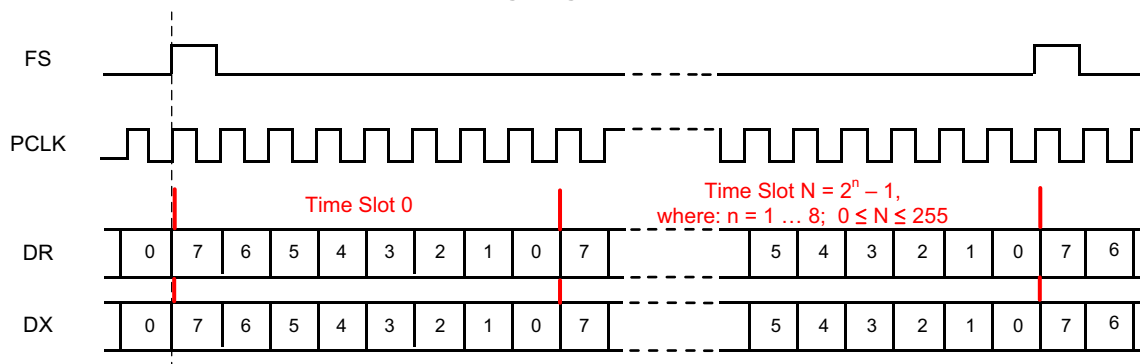 FS
PCLK
Time Slot 0
Time Slot N = 2ⁿ – 1,
where: n = 1 … 8; 0 ≤ N ≤ 255
DR 0 7 6 5 4 3 2 1 0 7 5 4 3 2 1 0 7 6
DX 0 7 6 5 4 3 2 1 0 7 5 4 3 2 1 0 7 6